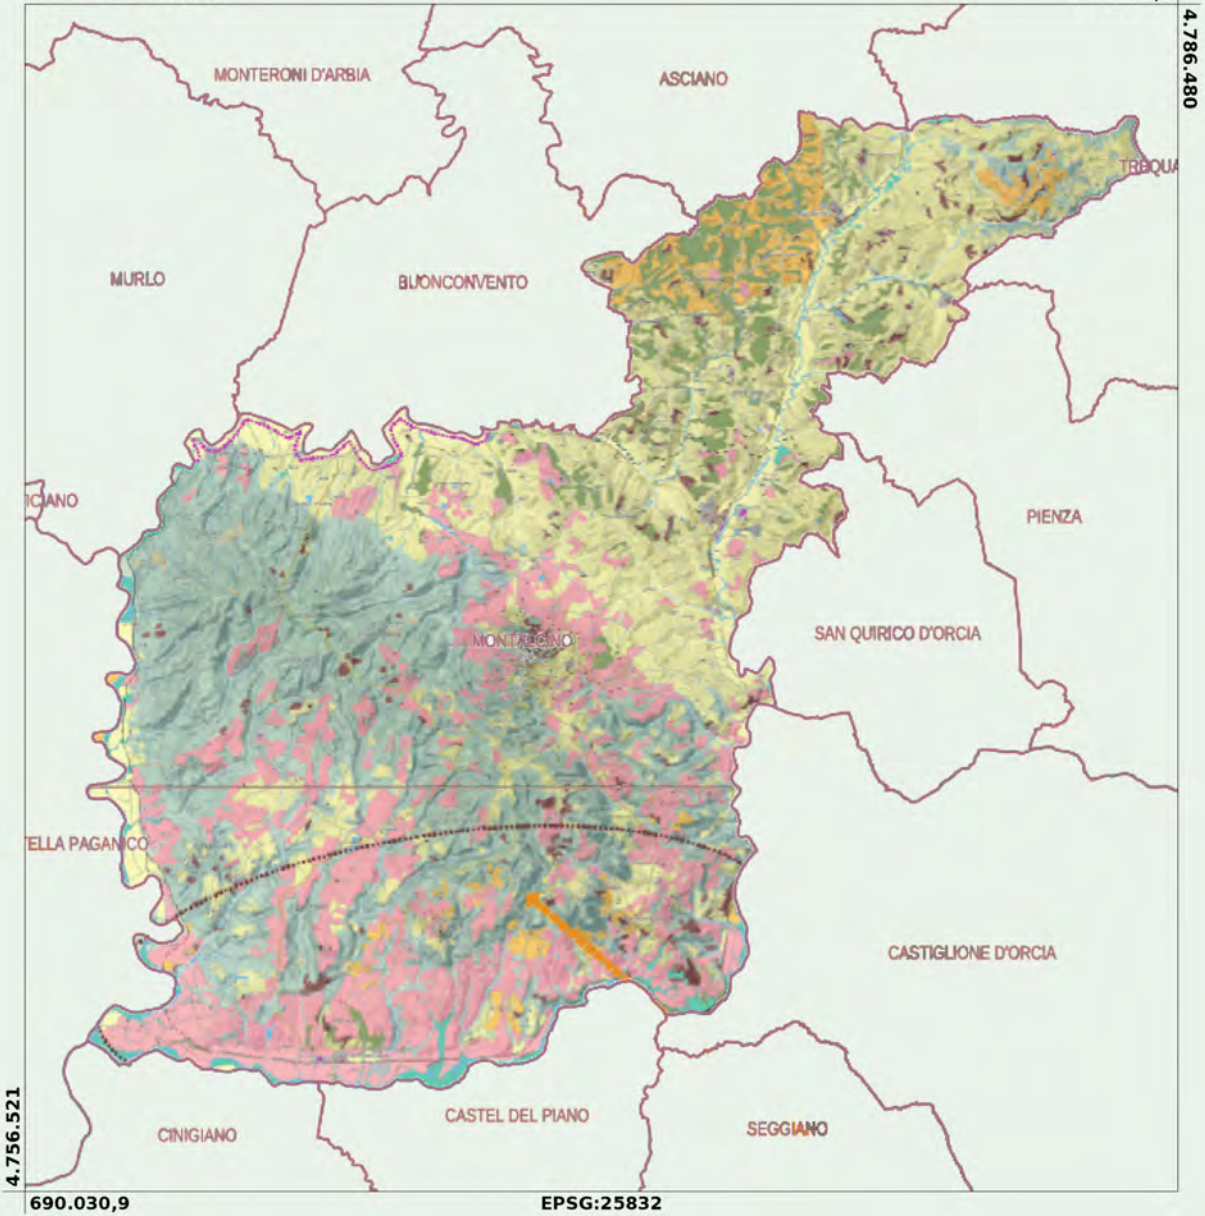 4.786.480
MONTERONI D'ARBIA
ASCIANO
TREQUA
MURLO
BUONCONVENTO
ICIANO
PIENZA
MONTALCINO
SAN QUIRICO D'ORCIA
TELLA PAGANICO
CASTIGLIONE D'ORCIA
CINIGIANO
CASTEL DEL PIANO
SEGGIANO
4.756.521
690.030,9
EPSG:25832